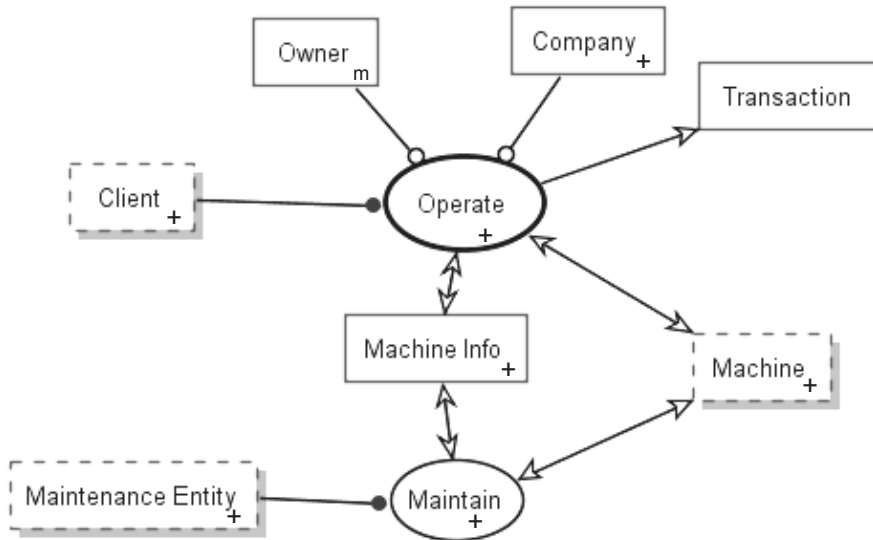 Owner
m
Company
+
Transaction
Client
+
Operate
+
Machine Info
+
Machine
+
Maintenance Entity
+
Maintain
+